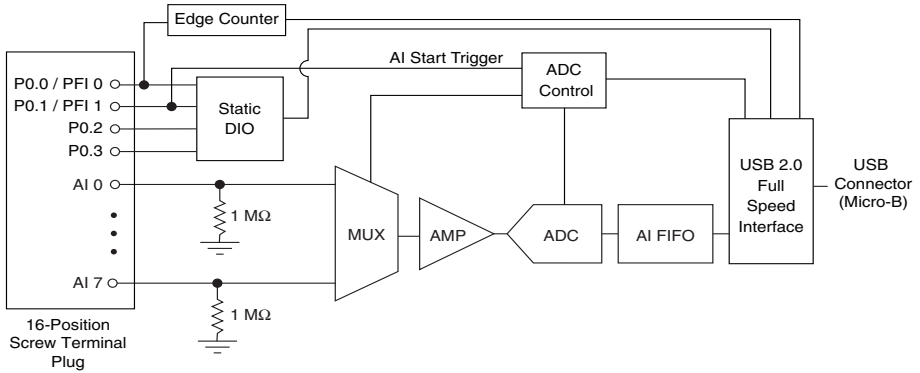 Edge Counter
AI Start Trigger
ADC
Control
P0.0 / PFI 0
P0.1 / PFI 1
P0.2
P0.3
Static
DIO
AI 0
1 MΩ
AI 7
1 MΩ
MUX
AMP
ADC
AI FIFO
USB 2.0
Full
Speed
Interface
USB
Connector
(Micro-B)
16-Position
Screw Terminal
Plug